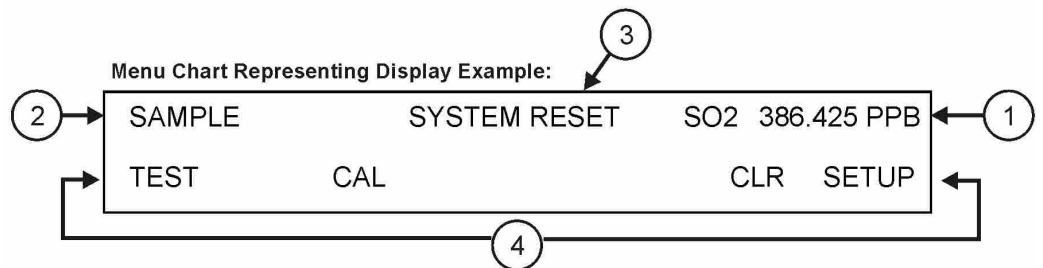 3
Menu Chart Representing Display Example:
2 SAMPLE SYSTEM RESET SO2 386.425 PPB 1
TEST CAL CLR SETUP
4